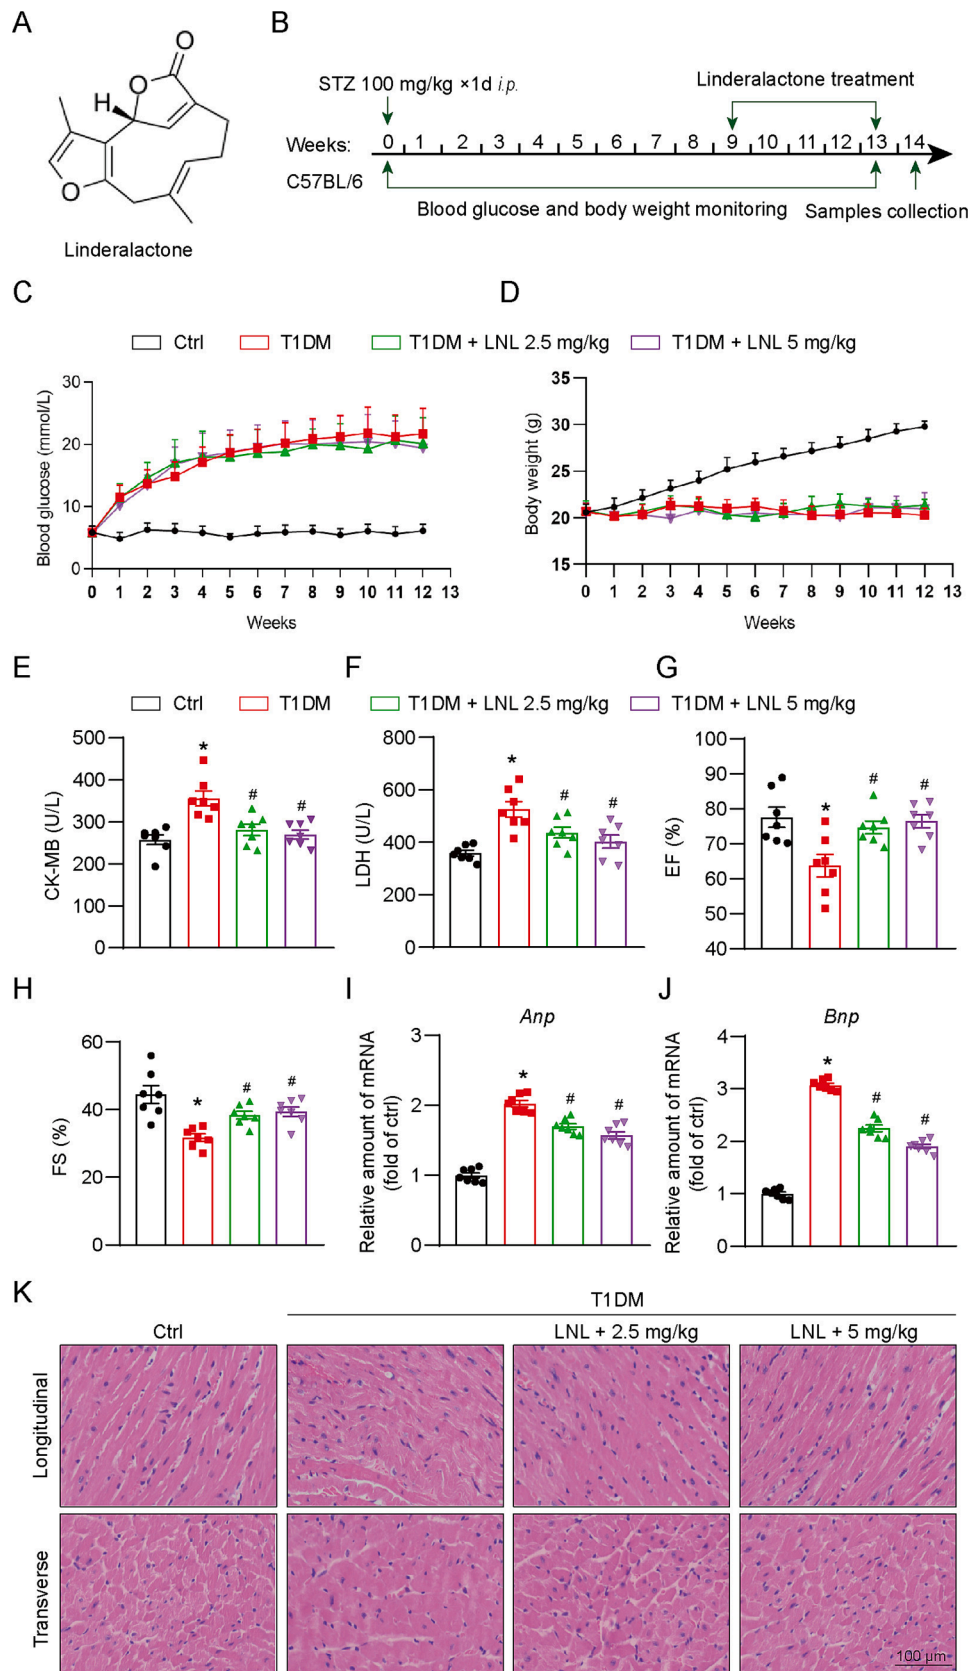 A
O
O
H
O
Linderalactone
B
STZ 100 mg/kg ×1d i.p.
Linderalactone treatment
Weeks: 0 1 2 3 4 5 6 7 8 9 10 11 12 13 14
C57BL/6
Blood glucose and body weight monitoring
Samples collection
C
D
Ctrl T1DM T1DM + LNL 2.5 mg/kg T1DM + LNL 5 mg/kg
Blood glucose (mmol/L)
30
20
10
0
0 1 2 3 4 5 6 7 8 9 10 11 12 13
Weeks
Body weight (g)
35
30
25
20
15
0 1 2 3 4 5 6 7 8 9 10 11 12 13
Weeks
E
F
G
Ctrl T1DM T1DM + LNL 2.5 mg/kg T1DM + LNL 5 mg/kg
CK-MB (U/L)
500
400
300
200
100
0
* # #
LDH (U/L)
800
600
400
200
0
* # #
EF (%)
100
90
80
70
60
50
40
* # #
H
FS (%)
60
40
20
0
* # #
I
Anp
Relative amount of mRNA
(fold of ctrl)
3
2
1
0
* # #
J
Bnp
Relative amount of mRNA
(fold of ctrl)
4
3
2
1
0
* # #
K
T1DM
Ctrl LNL + 2.5 mg/kg LNL + 5 mg/kg
Longitudinal
Transverse
100 μm